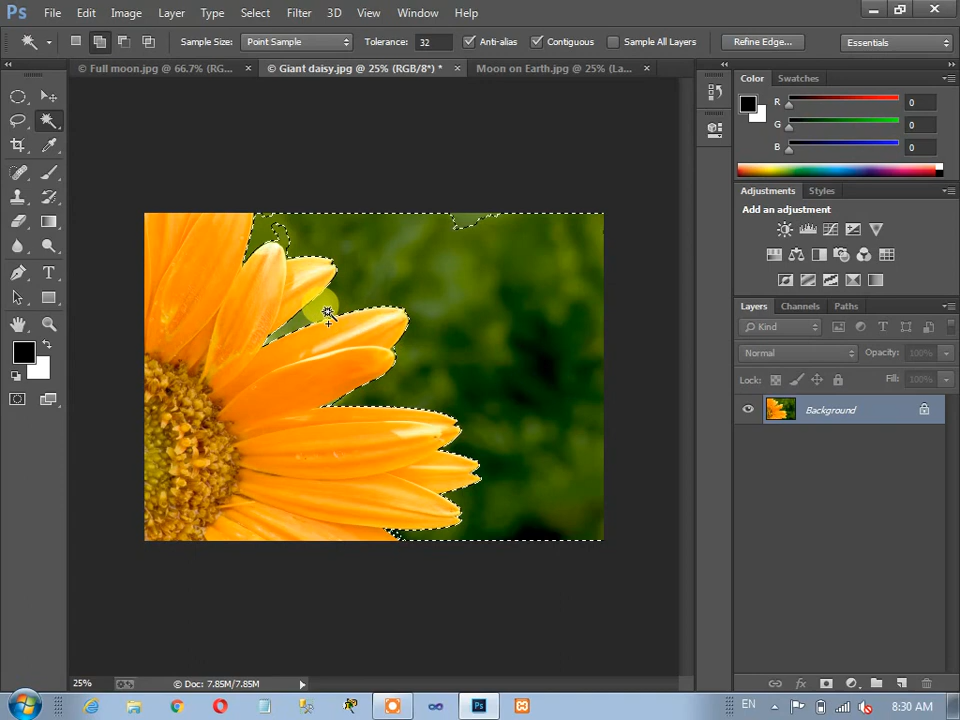 Ps File Edit Image Layer Type Select Filter 3D View Window Help
Sample Size: Point Sample Tolerance: 32 Anti-alias Contiguous Sample All Layers Refine Edge... Essentials
© Full moon.jpg @ 66.7% (RG... × © Giant daisy.jpg @ 25% (RGB/8*) * × Moon on Earth.jpg @ 25% (La... ×
Color Swatches
R 0
G 0
B 0
Adjustments Styles
Add an adjustment
Layers Channels Paths
Kind
Normal Opacity: 100%
Lock: Fill: 100%
Background
25% © Doc: 7.85M/7.85M
Ps EN 8:30 AM